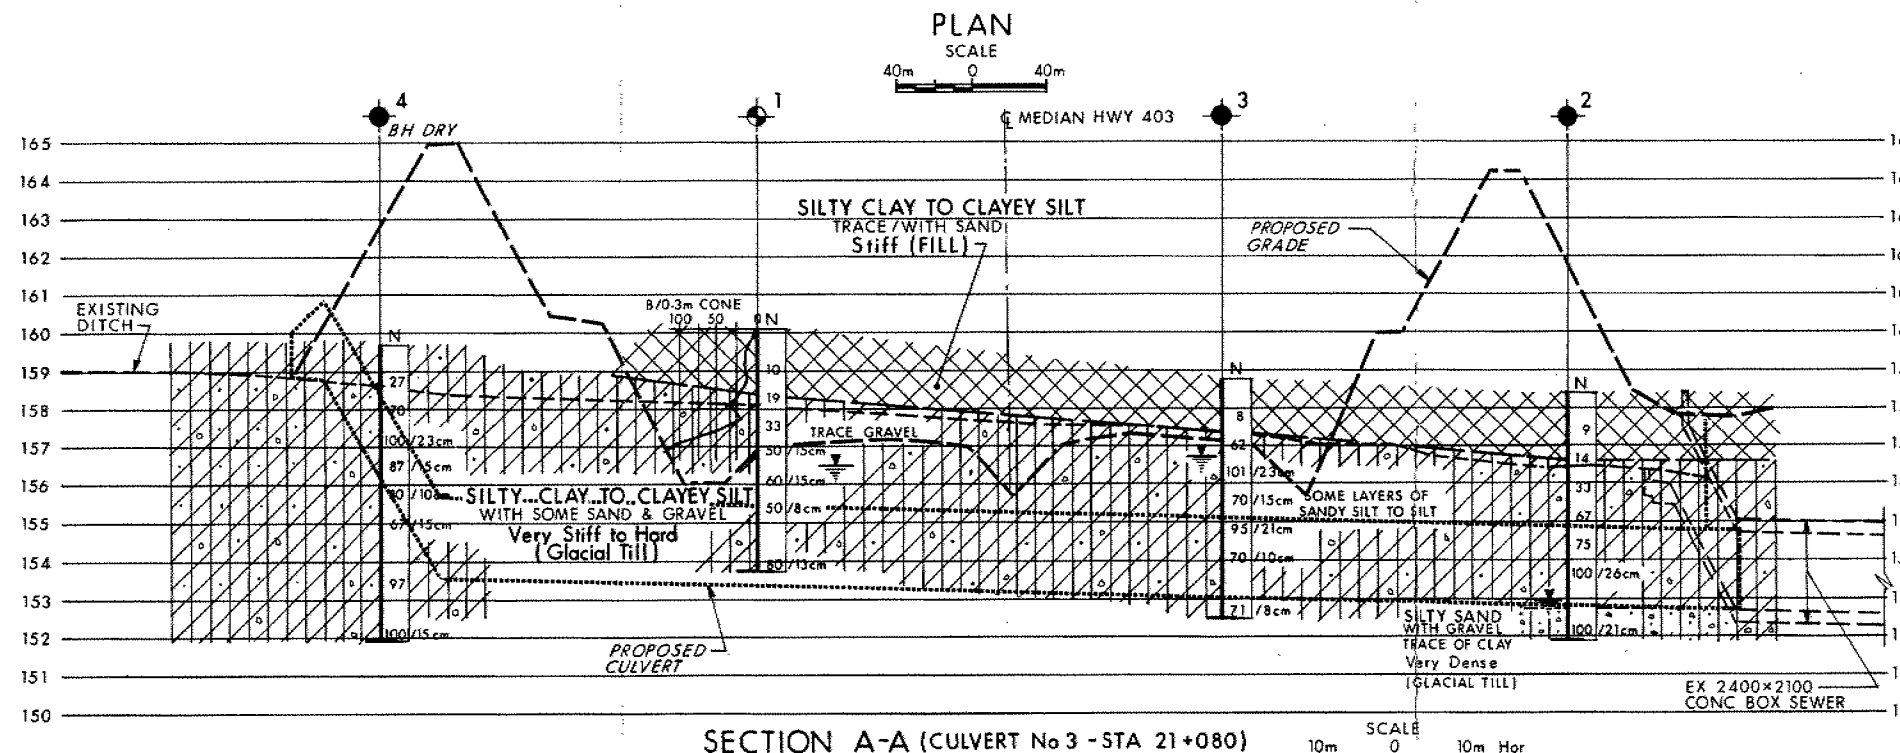 PLAN
SCALE
40m 0 40m
4
1
3
2
BH DRY
℄ MEDIAN HWY 403
165
164
163
162
161
160
159
158
157
156
155
154
153
152
151
150
SILTY CLAY TO CLAYEY SILT
TRACE/WITH SAND
Stiff (FILL)
PROPOSED
GRADE
EXISTING
DITCH
B/0.3m CONE
100 50 0
N
27
100/23cm
87/15cm
67/15cm
97
100/15cm
N
10
19
33
50/15cm
60/15cm
50/8cm
80/13cm
TRACE GRAVEL
N
8
62
101/23cm
70/15cm
95/21cm
70/10cm
71/8cm
N
9
14
33
67
75
100/26cm
100/21cm
SILTY CLAY TO CLAYEY SILT
WITH SOME SAND & GRAVEL
Very Stiff to Hard
(Glacial Till)
SOME LAYERS OF
SANDY SILT TO SILT
PROPOSED
CULVERT
SILTY SAND
WITH GRAVEL
TRACE OF CLAY
Very Dense
(GLACIAL TILL)
EX 2400×2100
CONC BOX SEWER
SECTION A-A (CULVERT No 3 - STA 21+080)
SCALE
10m 0 10m Hor